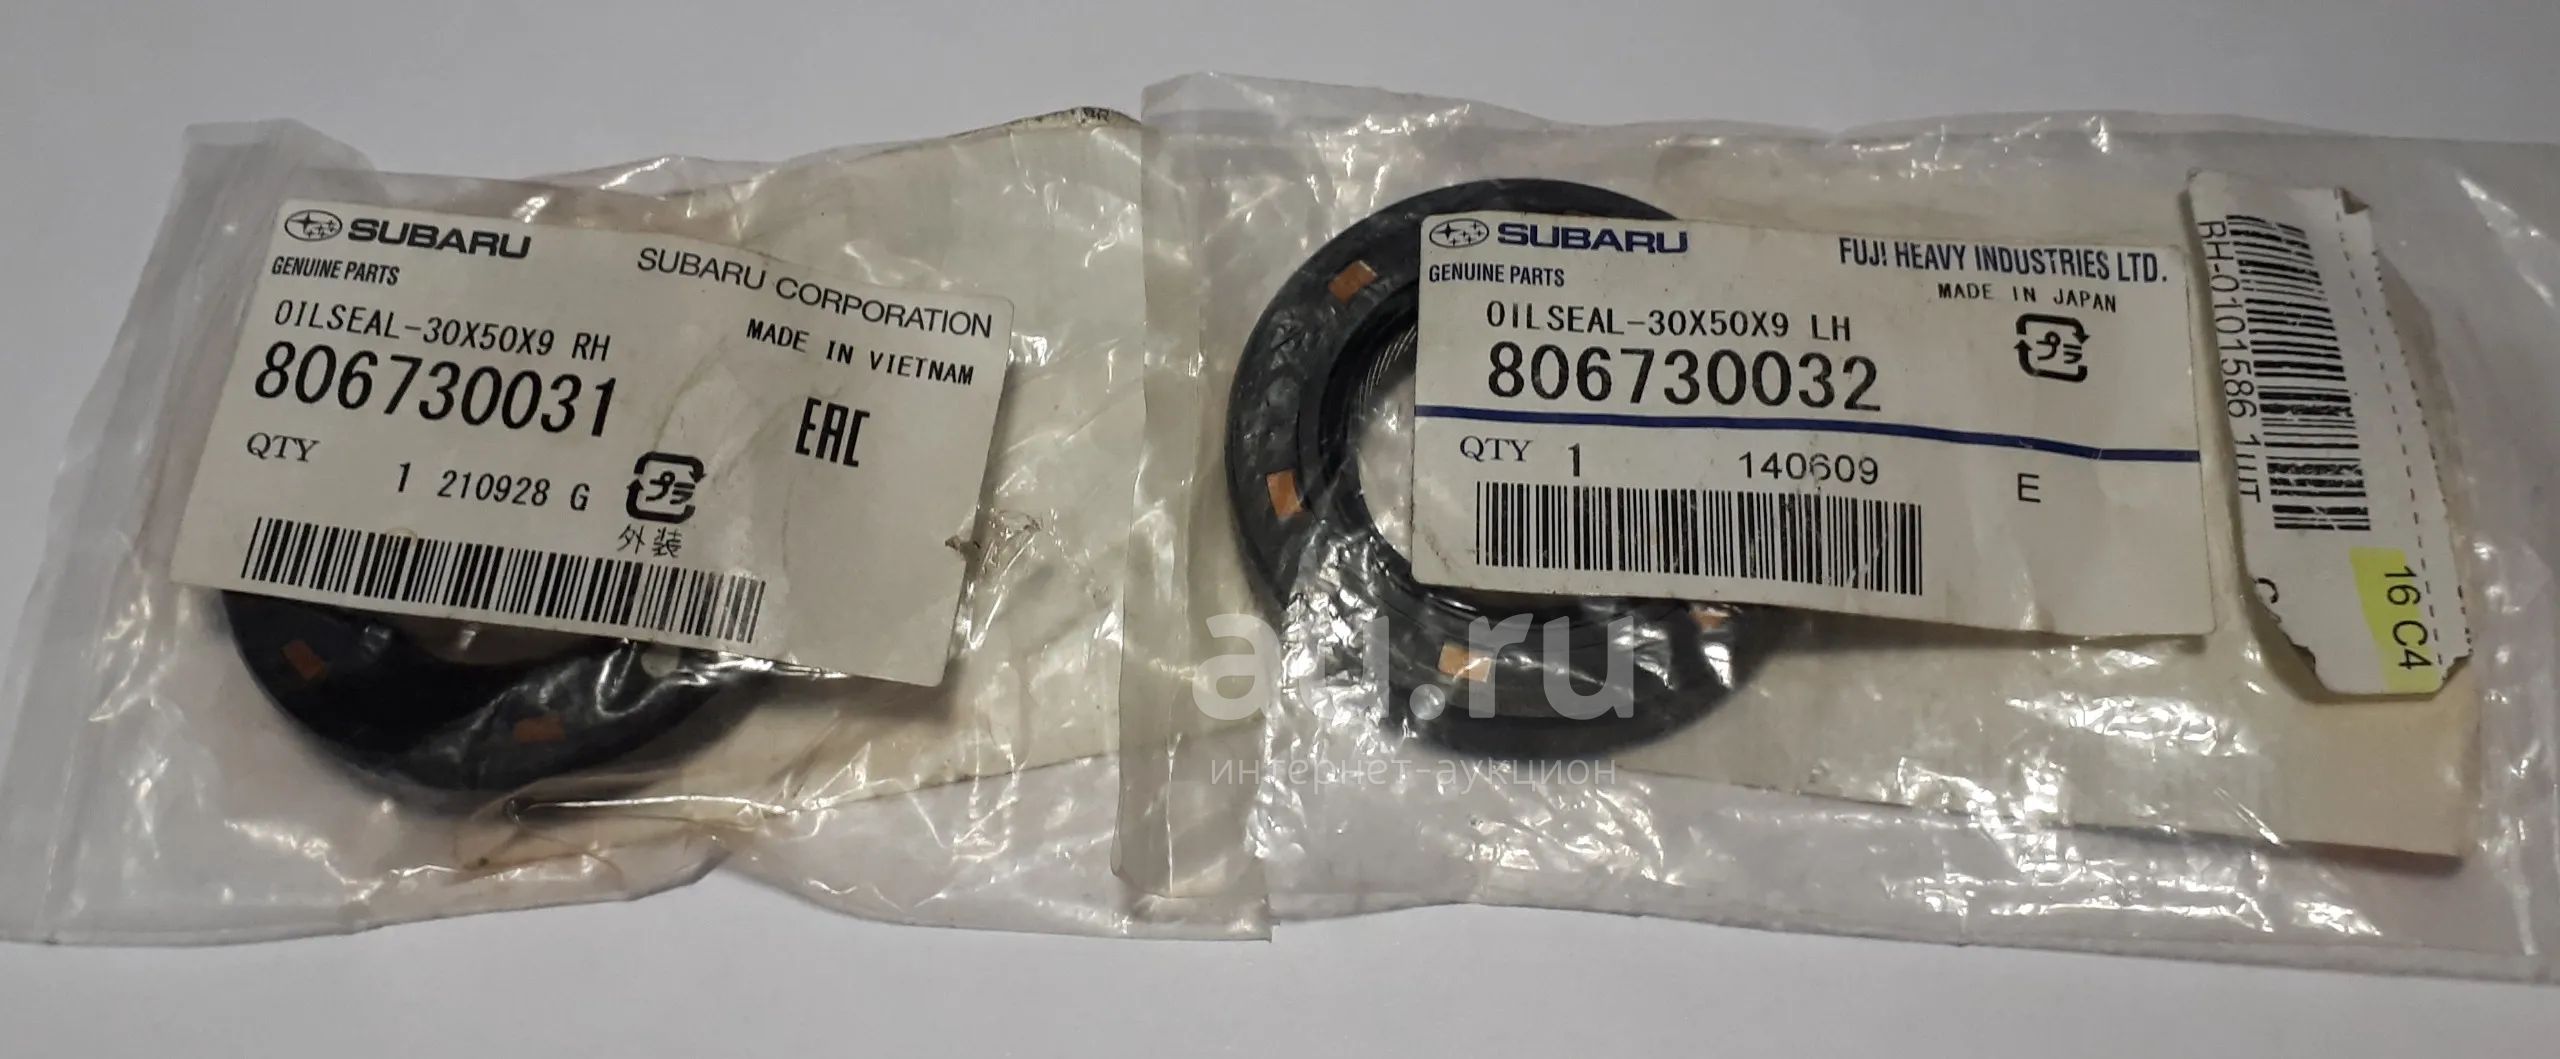 SUBARU
GENUINE PARTS
SUBARU CORPORATION
OILSEAL-30X50X9 RH
MADE IN VIETNAM
806730031
EAC
QTY 1 210928 G
プラ
外装
SUBARU
GENUINE PARTS
FUJI HEAVY INDUSTRIES LTD.
MADE IN JAPAN
OILSEAL-30X50X9 LH
806730032
プラ
QTY 1 140609 E
RH-0101586 1ШТ
16 C4
au.ru
интернет-аукцион